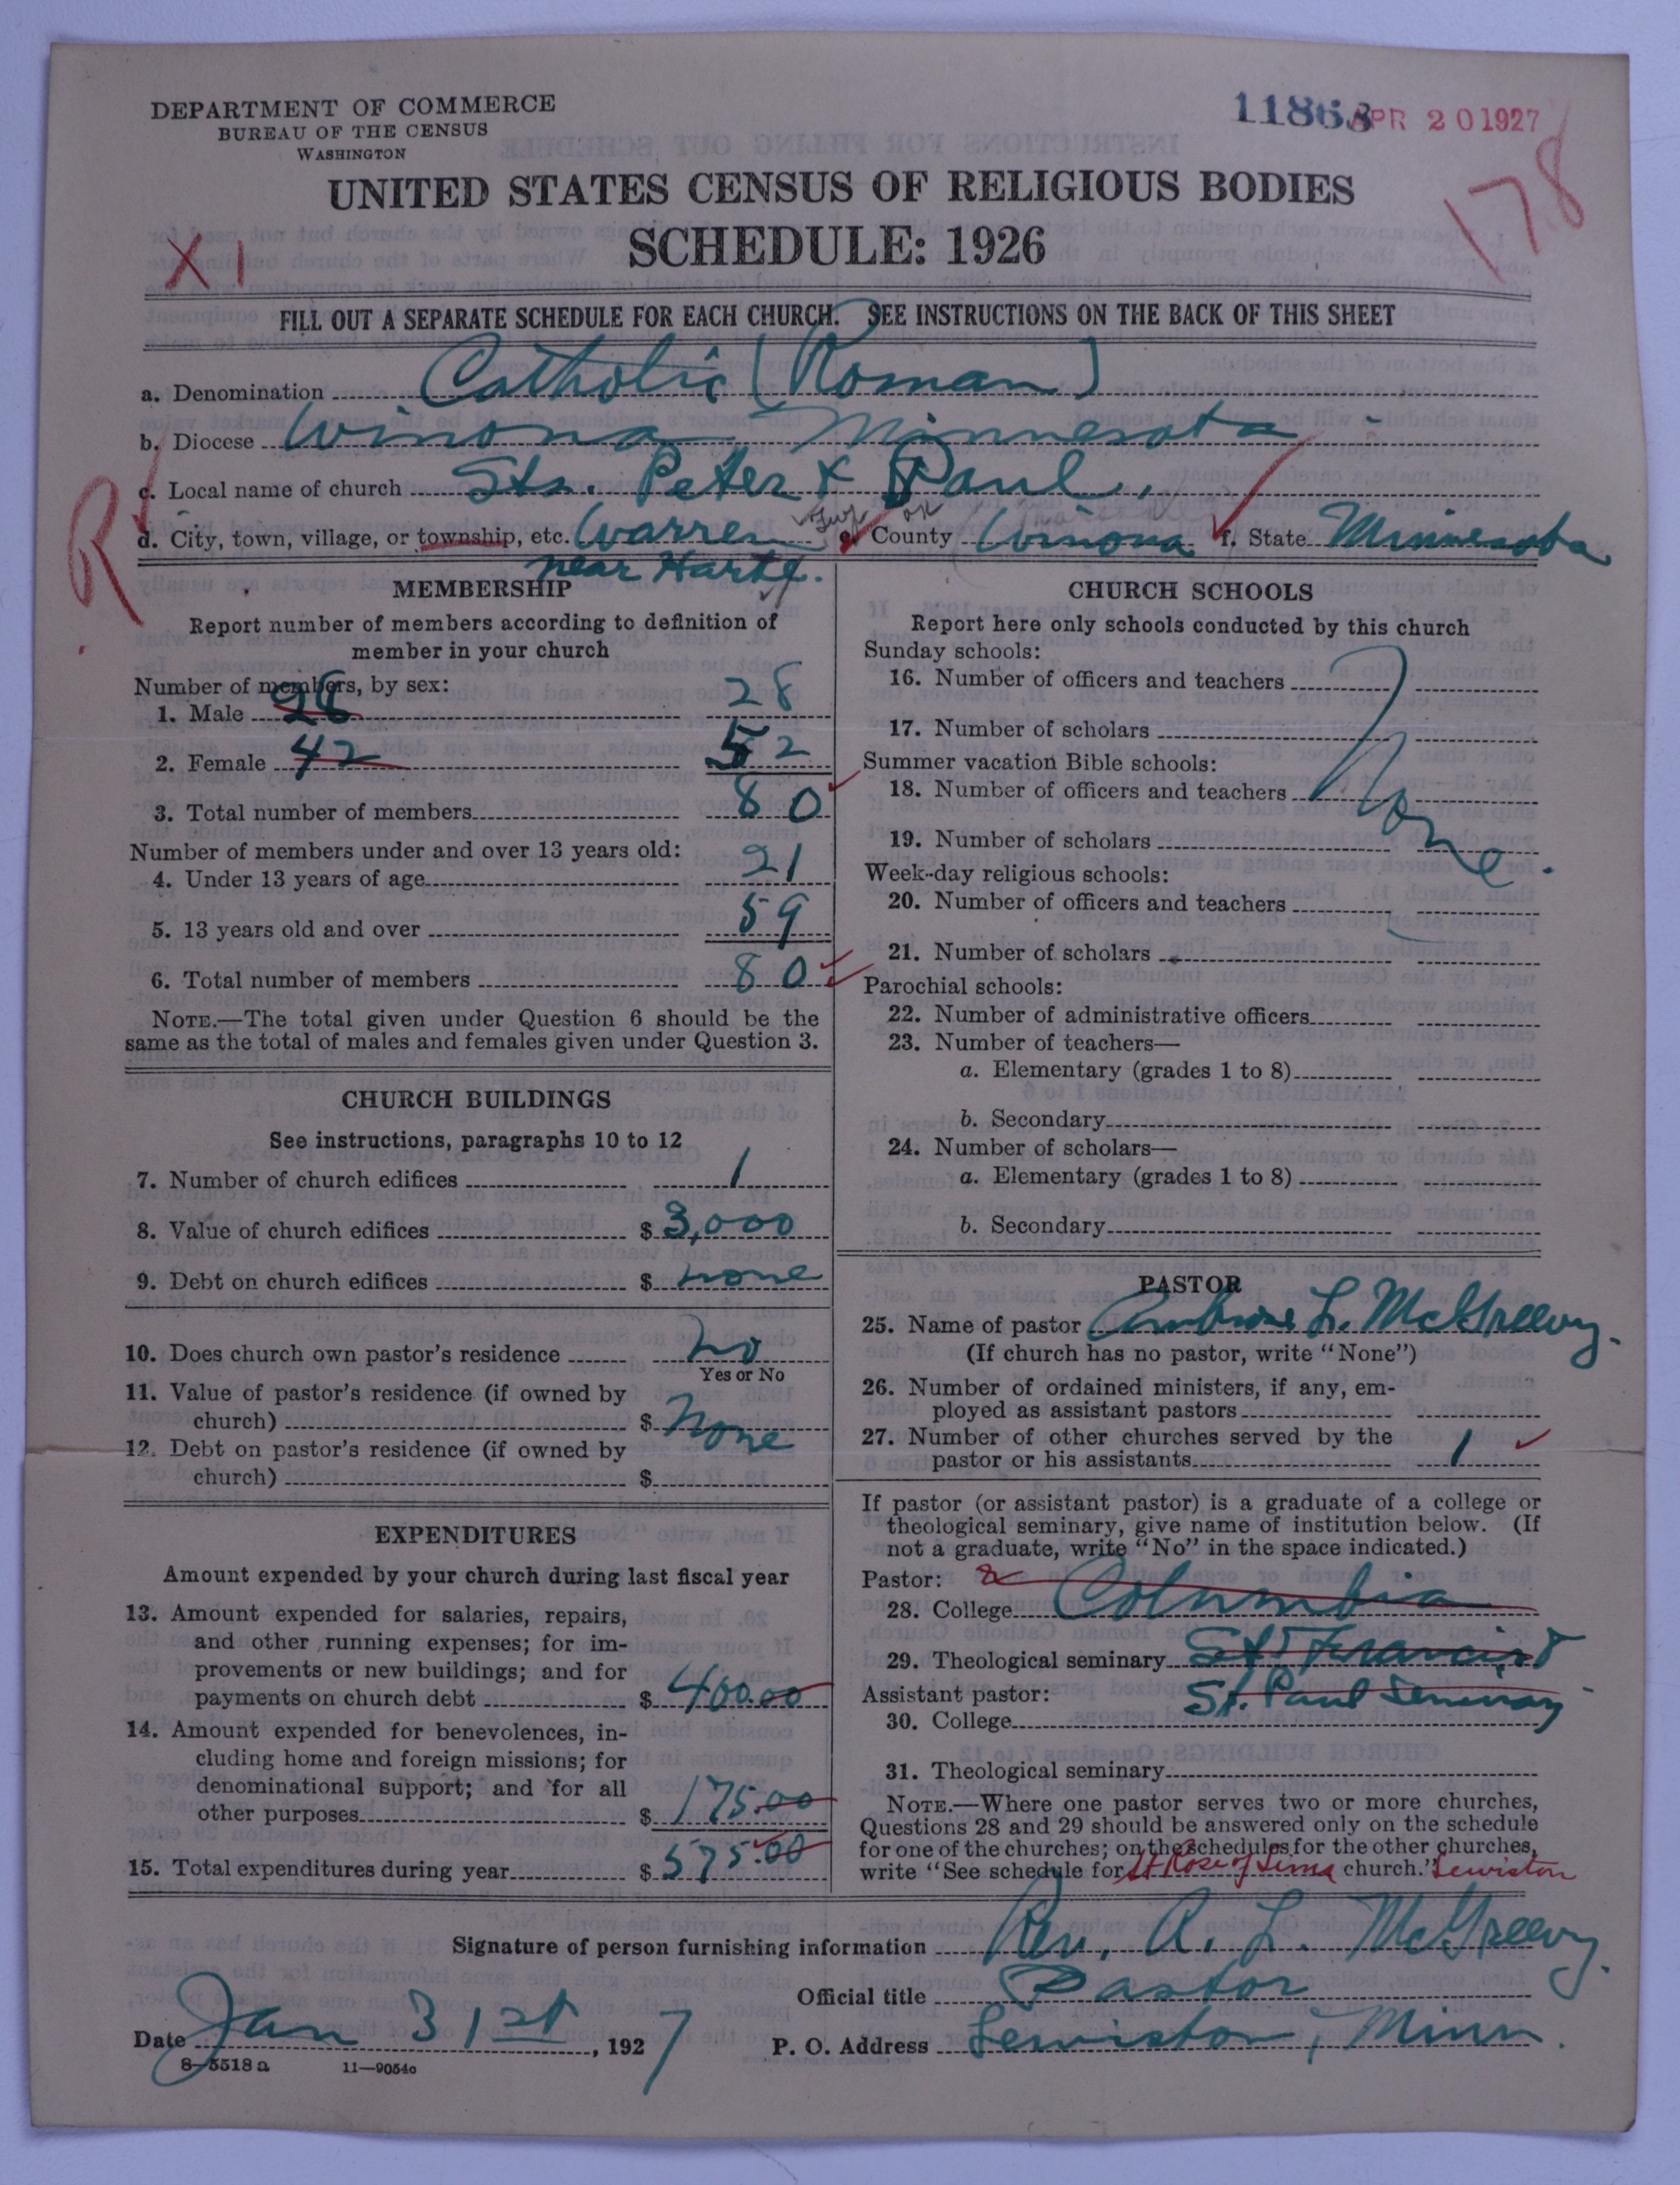 DEPARTMENT OF COMMERCE
BUREAU OF THE CENSUS
WASHINGTON
11868 APR 20 1927
178
UNITED STATES CENSUS OF RELIGIOUS BODIES
SCHEDULE: 1926
X1
FILL OUT A SEPARATE SCHEDULE FOR EACH CHURCH. SEE INSTRUCTIONS ON THE BACK OF THIS SHEET
a. Denomination Catholic (Roman)
b. Diocese Winona Minnesota
c. Local name of church Sts. Peter & Paul.
R
d. City, town, village, or township, etc. Warren Twp ok e. County Winona f. State Minnesota
near Hart.
MEMBERSHIP
Report number of members according to definition of
member in your church
Number of members, by sex:
1. Male 28
2. Female 42 52
3. Total number of members 80
Number of members under and over 13 years old:
4. Under 13 years of age 21
5. 13 years old and over 59
6. Total number of members 80
NOTE.—The total given under Question 6 should be the
same as the total of males and females given under Question 3.
CHURCH BUILDINGS
See instructions, paragraphs 10 to 12
7. Number of church edifices 1
8. Value of church edifices $ 3,000
9. Debt on church edifices $ none
10. Does church own pastor's residence No
Yes or No
11. Value of pastor's residence (if owned by
church) $ None
12. Debt on pastor's residence (if owned by
church) $
EXPENDITURES
Amount expended by your church during last fiscal year
13. Amount expended for salaries, repairs,
and other running expenses; for im-
provements or new buildings; and for
payments on church debt $ 400.00
14. Amount expended for benevolences, in-
cluding home and foreign missions; for
denominational support; and for all
other purposes $ 175.00
15. Total expenditures during year $ 575.00
CHURCH SCHOOLS
Report here only schools conducted by this church
Sunday schools:
16. Number of officers and teachers
17. Number of scholars
Summer vacation Bible schools:
18. Number of officers and teachers None.
19. Number of scholars
Week-day religious schools:
20. Number of officers and teachers
21. Number of scholars
Parochial schools:
22. Number of administrative officers
23. Number of teachers—
a. Elementary (grades 1 to 8)
b. Secondary
24. Number of scholars—
a. Elementary (grades 1 to 8)
b. Secondary
PASTOR
25. Name of pastor Ambrose L. McGreevy.
(If church has no pastor, write "None")
26. Number of ordained ministers, if any, em-
ployed as assistant pastors
27. Number of other churches served by the
pastor or his assistants 1
If pastor (or assistant pastor) is a graduate of a college or
theological seminary, give name of institution below. (If
not a graduate, write "No" in the space indicated.)
Pastor:
28. College Columbia
29. Theological seminary St Francis &
Assistant pastor: St. Paul Seminary
30. College
31. Theological seminary
NOTE.—Where one pastor serves two or more churches,
Questions 28 and 29 should be answered only on the schedule
for one of the churches; on the schedules for the other churches,
write "See schedule for St Rose of Lima church." Lewiston
Signature of person furnishing information Rev. A. L. McGreevy.
Official title Pastor
Date Jan 31st, 1927 P. O. Address Lewiston, Minn.
8-5518a 11-9054c